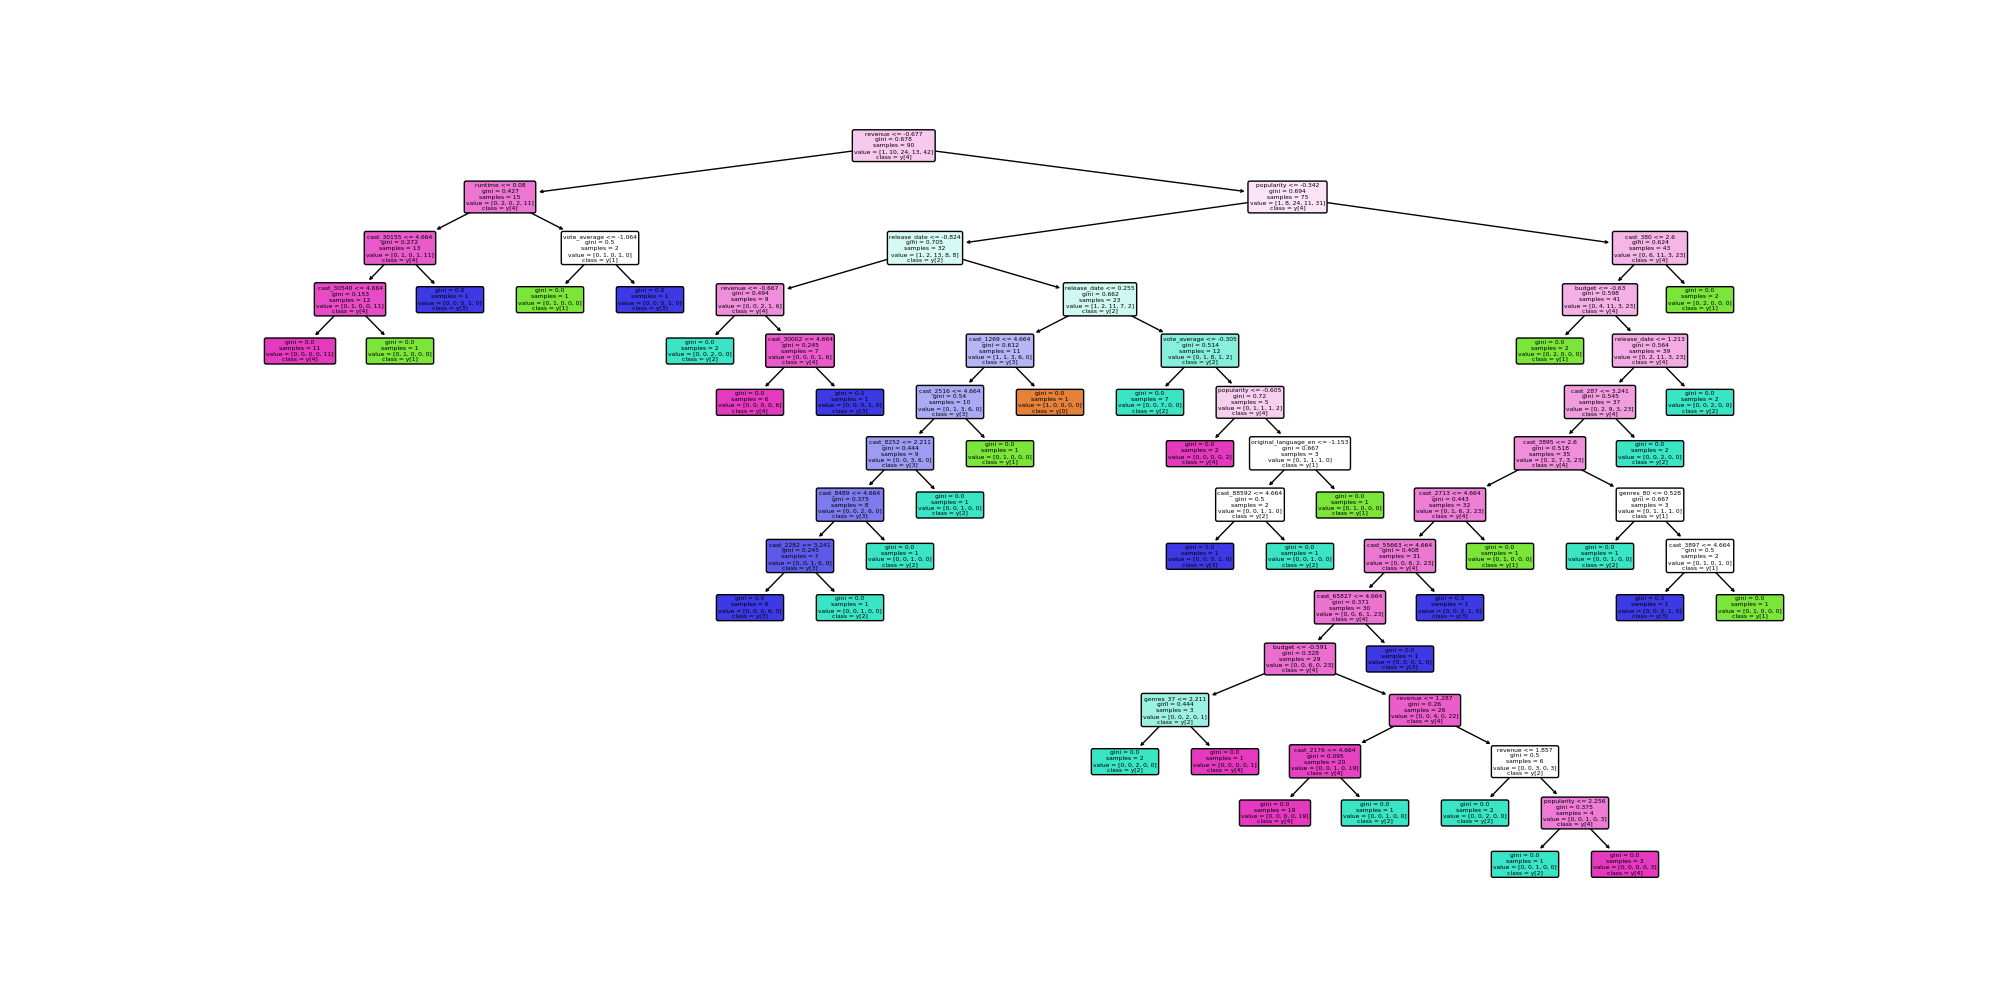 revenue <= -0.677
gini = 0.678
samples = 90
value = [1, 10, 24, 13, 42]
class = y[4]
runtime <= 0.08
gini = 0.427
samples = 15
value = [0, 2, 0, 2, 11]
class = y[4]
popularity <= -0.342
gini = 0.694
samples = 75
value = [1, 8, 24, 11, 31]
class = y[4]
cast_30155 <= 4.664
gini = 0.272
samples = 13
value = [0, 1, 0, 1, 11]
class = y[4]
vote_average <= -1.064
gini = 0.5
samples = 2
value = [0, 1, 0, 1, 0]
class = y[1]
release_date <= -0.824
gini = 0.705
samples = 32
value = [1, 2, 13, 8, 8]
class = y[2]
cast_380 <= 2.6
gini = 0.624
samples = 43
value = [0, 6, 11, 3, 23]
class = y[4]
cast_30540 <= 4.664
gini = 0.153
samples = 12
value = [0, 1, 0, 0, 11]
class = y[4]
gini = 0.0
samples = 1
value = [0, 0, 0, 1, 0]
class = y[3]
gini = 0.0
samples = 1
value = [0, 1, 0, 0, 0]
class = y[1]
gini = 0.0
samples = 1
value = [0, 0, 0, 1, 0]
class = y[3]
revenue <= -0.667
gini = 0.494
samples = 9
value = [0, 0, 2, 1, 6]
class = y[4]
release_date <= 0.255
gini = 0.662
samples = 23
value = [1, 2, 11, 7, 2]
class = y[2]
budget <= -0.63
gini = 0.598
samples = 41
value = [0, 4, 11, 3, 23]
class = y[4]
gini = 0.0
samples = 2
value = [0, 2, 0, 0, 0]
class = y[1]
gini = 0.0
samples = 11
value = [0, 0, 0, 0, 11]
class = y[4]
gini = 0.0
samples = 1
value = [0, 1, 0, 0, 0]
class = y[1]
gini = 0.0
samples = 2
value = [0, 0, 2, 0, 0]
class = y[2]
cast_30002 <= 4.664
gini = 0.245
samples = 7
value = [0, 0, 0, 1, 6]
class = y[4]
cast_1269 <= 4.664
gini = 0.612
samples = 11
value = [1, 1, 3, 6, 0]
class = y[3]
vote_average <= -0.305
gini = 0.514
samples = 12
value = [0, 1, 8, 1, 2]
class = y[2]
gini = 0.0
samples = 2
value = [0, 2, 0, 0, 0]
class = y[1]
release_date <= 1.213
gini = 0.564
samples = 39
value = [0, 2, 11, 3, 23]
class = y[4]
gini = 0.0
samples = 6
value = [0, 0, 0, 0, 6]
class = y[4]
gini = 0.0
samples = 1
value = [0, 0, 0, 1, 0]
class = y[3]
cast_2516 <= 4.664
gini = 0.54
samples = 10
value = [0, 1, 3, 6, 0]
class = y[3]
gini = 0.0
samples = 1
value = [1, 0, 0, 0, 0]
class = y[0]
gini = 0.0
samples = 7
value = [0, 0, 7, 0, 0]
class = y[2]
popularity <= -0.605
gini = 0.72
samples = 5
value = [0, 1, 1, 1, 2]
class = y[4]
cast_287 <= 3.241
gini = 0.545
samples = 37
value = [0, 2, 9, 3, 23]
class = y[4]
gini = 0.0
samples = 2
value = [0, 0, 2, 0, 0]
class = y[2]
cast_8252 <= 2.211
gini = 0.444
samples = 9
value = [0, 0, 3, 6, 0]
class = y[3]
gini = 0.0
samples = 1
value = [0, 1, 0, 0, 0]
class = y[1]
gini = 0.0
samples = 2
value = [0, 0, 0, 0, 2]
class = y[4]
original_language_en <= -1.153
gini = 0.667
samples = 3
value = [0, 1, 1, 1, 0]
class = y[1]
cast_3895 <= 2.6
gini = 0.518
samples = 35
value = [0, 2, 7, 3, 23]
class = y[4]
gini = 0.0
samples = 2
value = [0, 0, 2, 0, 0]
class = y[2]
cast_8489 <= 4.664
gini = 0.375
samples = 8
value = [0, 0, 2, 6, 0]
class = y[3]
gini = 0.0
samples = 1
value = [0, 0, 1, 0, 0]
class = y[2]
cast_88592 <= 4.664
gini = 0.5
samples = 2
value = [0, 0, 1, 1, 0]
class = y[2]
gini = 0.0
samples = 1
value = [0, 1, 0, 0, 0]
class = y[1]
cast_2713 <= 4.664
gini = 0.443
samples = 32
value = [0, 1, 6, 2, 23]
class = y[4]
genres_80 <= 0.528
gini = 0.667
samples = 3
value = [0, 1, 1, 1, 0]
class = y[1]
cast_2282 <= 3.241
gini = 0.245
samples = 7
value = [0, 0, 1, 6, 0]
class = y[3]
gini = 0.0
samples = 1
value = [0, 0, 1, 0, 0]
class = y[2]
gini = 0.0
samples = 1
value = [0, 0, 0, 1, 0]
class = y[3]
gini = 0.0
samples = 1
value = [0, 0, 1, 0, 0]
class = y[2]
cast_55663 <= 4.664
gini = 0.408
samples = 31
value = [0, 0, 6, 2, 23]
class = y[4]
gini = 0.0
samples = 1
value = [0, 1, 0, 0, 0]
class = y[1]
gini = 0.0
samples = 1
value = [0, 0, 1, 0, 0]
class = y[2]
cast_3897 <= 4.664
gini = 0.5
samples = 2
value = [0, 1, 0, 1, 0]
class = y[1]
gini = 0.0
samples = 6
value = [0, 0, 0, 6, 0]
class = y[3]
gini = 0.0
samples = 1
value = [0, 0, 1, 0, 0]
class = y[2]
cast_65827 <= 4.664
gini = 0.371
samples = 30
value = [0, 0, 6, 1, 23]
class = y[4]
gini = 0.0
samples = 1
value = [0, 0, 0, 1, 0]
class = y[3]
gini = 0.0
samples = 1
value = [0, 0, 0, 1, 0]
class = y[3]
gini = 0.0
samples = 1
value = [0, 1, 0, 0, 0]
class = y[1]
budget <= -0.591
gini = 0.328
samples = 29
value = [0, 0, 6, 0, 23]
class = y[4]
gini = 0.0
samples = 1
value = [0, 0, 0, 1, 0]
class = y[3]
genres_37 <= 2.211
gini = 0.444
samples = 3
value = [0, 0, 2, 0, 1]
class = y[2]
revenue <= 1.287
gini = 0.26
samples = 26
value = [0, 0, 4, 0, 22]
class = y[4]
gini = 0.0
samples = 2
value = [0, 0, 2, 0, 0]
class = y[2]
gini = 0.0
samples = 1
value = [0, 0, 0, 0, 1]
class = y[4]
cast_2176 <= 4.664
gini = 0.095
samples = 20
value = [0, 0, 1, 0, 19]
class = y[4]
revenue <= 1.857
gini = 0.5
samples = 6
value = [0, 0, 3, 0, 3]
class = y[2]
gini = 0.0
samples = 19
value = [0, 0, 0, 0, 19]
class = y[4]
gini = 0.0
samples = 1
value = [0, 0, 1, 0, 0]
class = y[2]
gini = 0.0
samples = 2
value = [0, 0, 2, 0, 0]
class = y[2]
popularity <= 2.256
gini = 0.375
samples = 4
value = [0, 0, 1, 0, 3]
class = y[4]
gini = 0.0
samples = 1
value = [0, 0, 1, 0, 0]
class = y[2]
gini = 0.0
samples = 3
value = [0, 0, 0, 0, 3]
class = y[4]